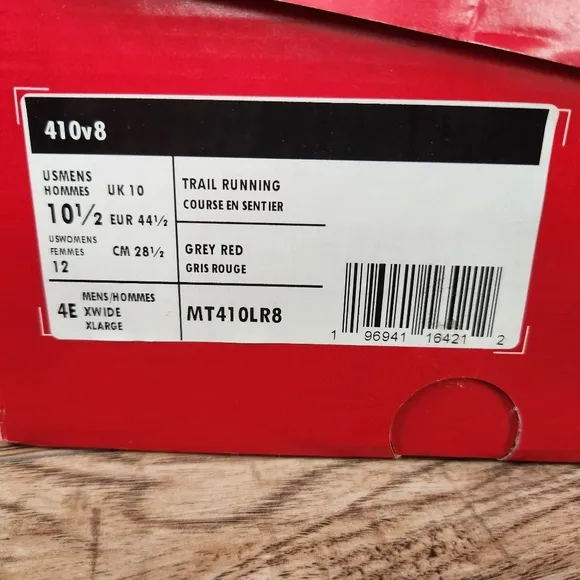 410v8
USMENS
HOMMES
10½
UK 10
EUR 44½
USWOMENS
FEMMES
12
CM 28½
TRAIL RUNNING
COURSE EN SENTIER
GREY RED
GRIS ROUGE
4E
MENS/HOMMES
XWIDE
XLARGE
MT410LR8
1 96941 16421 2